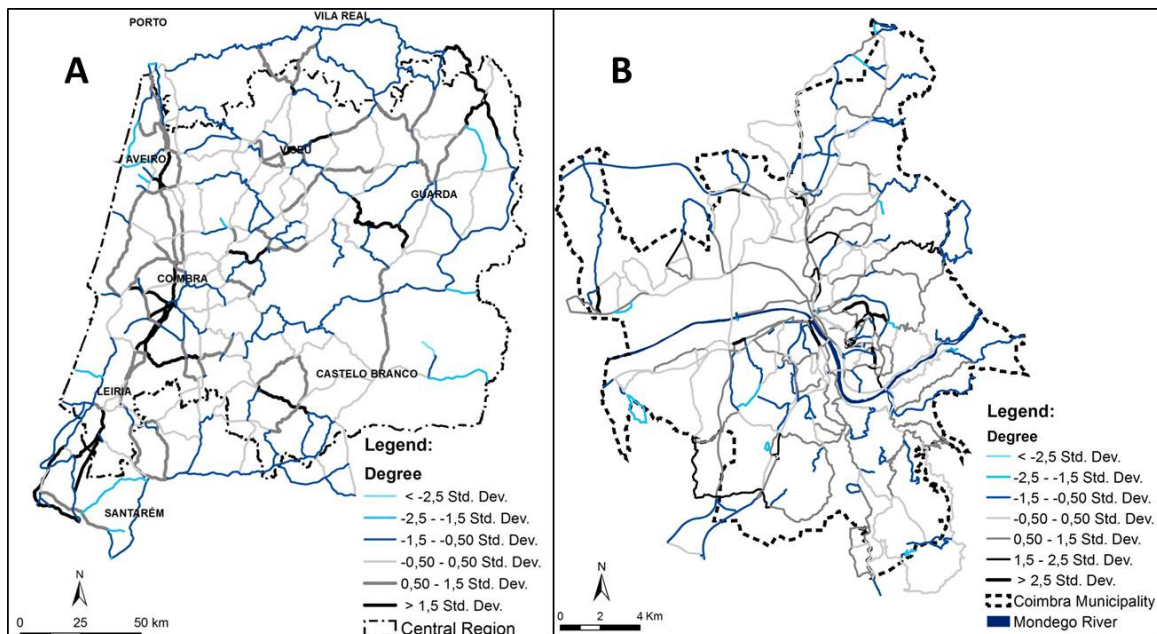 PORTO
VILA REAL
A
AVEIRO
VISEU
GUARDA
COIMBRA
CASTELO BRANCO
LEIRIA
SANTARÉM
Legend:
Degree
< -2,5 Std. Dev.
-2,5 - -1,5 Std. Dev.
-1,5 - -0,50 Std. Dev.
-0,50 - 0,50 Std. Dev.
0,50 - 1,5 Std. Dev.
> 1,5 Std. Dev.
Central Region
N
0 25 50 km
B
Legend:
Degree
< -2,5 Std. Dev.
-2,5 - -1,5 Std. Dev.
-1,5 - -0,50 Std. Dev.
-0,50 - 0,50 Std. Dev.
0,50 - 1,5 Std. Dev.
1,5 - 2,5 Std. Dev.
> 2,5 Std. Dev.
Coimbra Municipality
Mondego River
N
0 2 4 Km